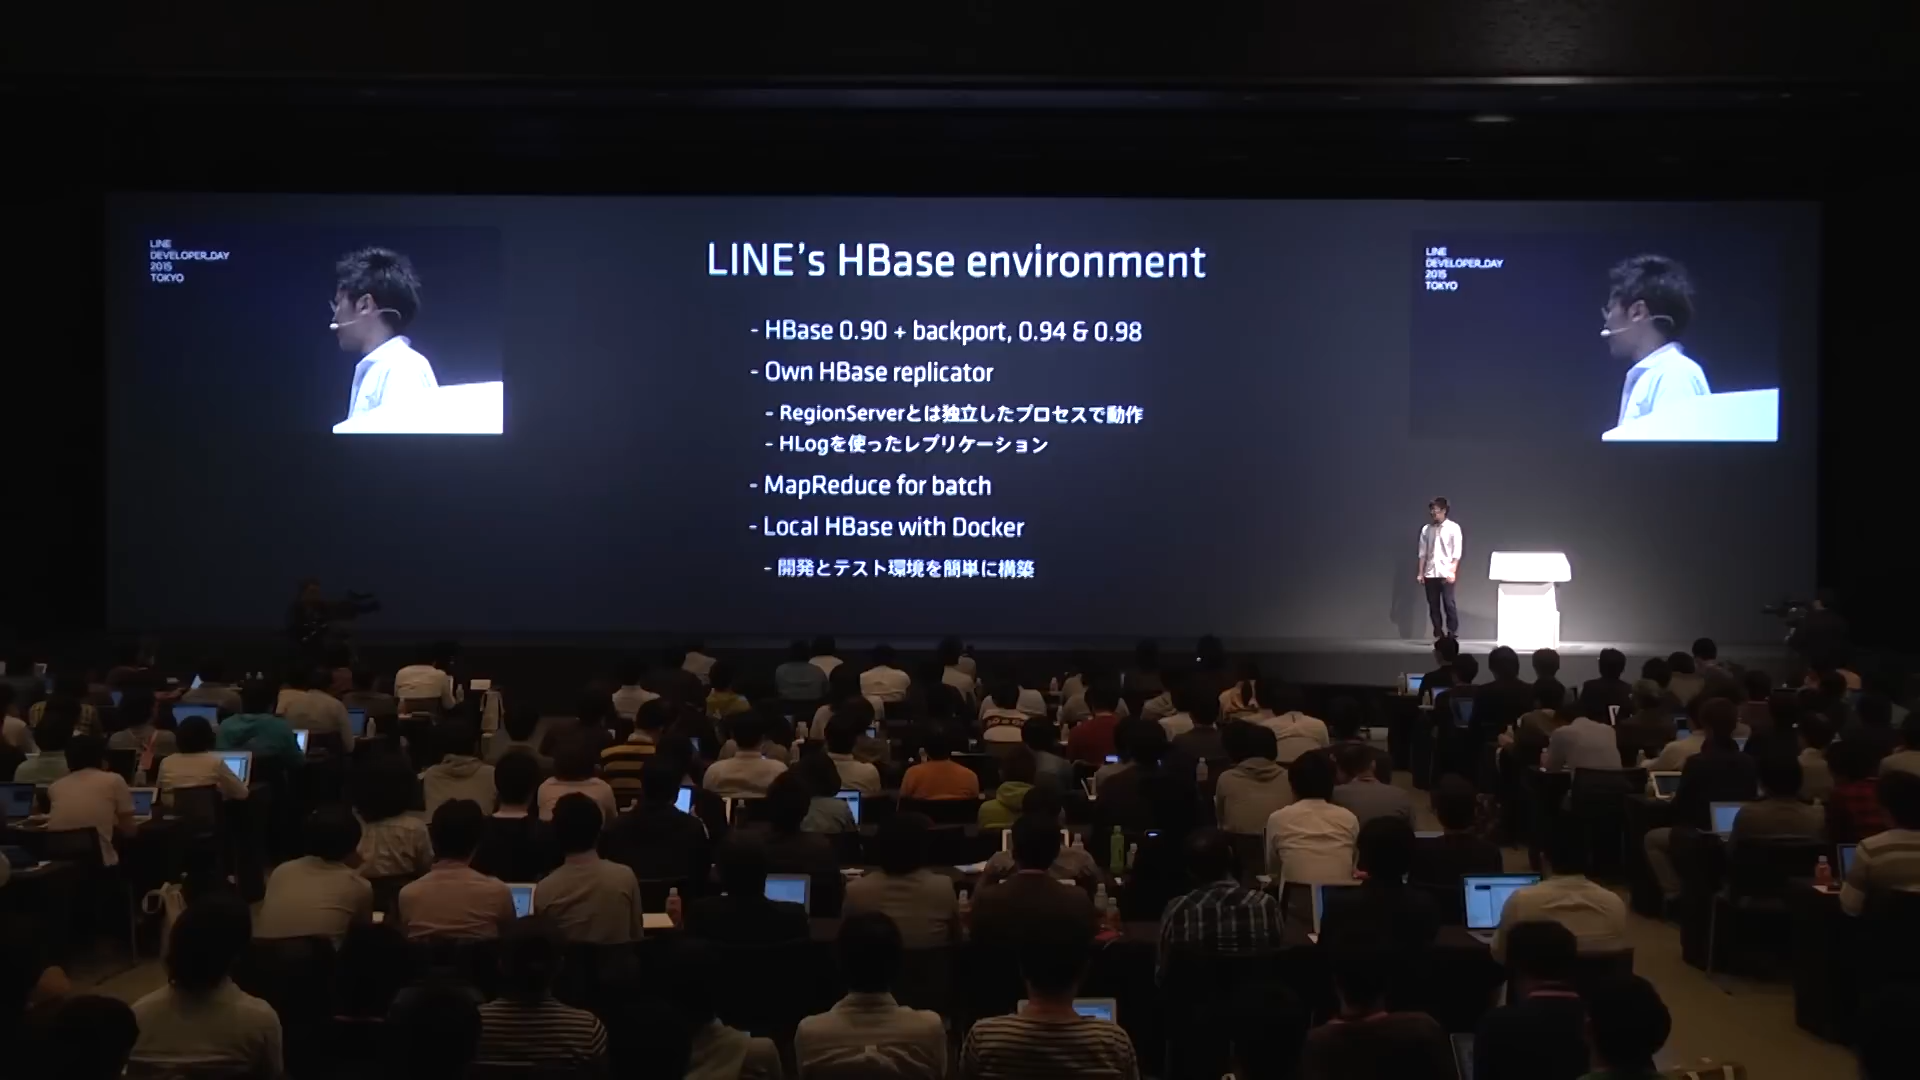 LINE
DEVELOPER_DAY
2015
TOKYO
LINE's HBase environment
- HBase 0.90 + backport, 0.94 & 0.98
- Own HBase replicator
- RegionServerとは独立したプロセスで動作
- HLogを使ったレプリケーション
- MapReduce for batch
- Local HBase with Docker
- 開発とテスト環境を簡単に構築
LINE
DEVELOPER_DAY
2015
TOKYO